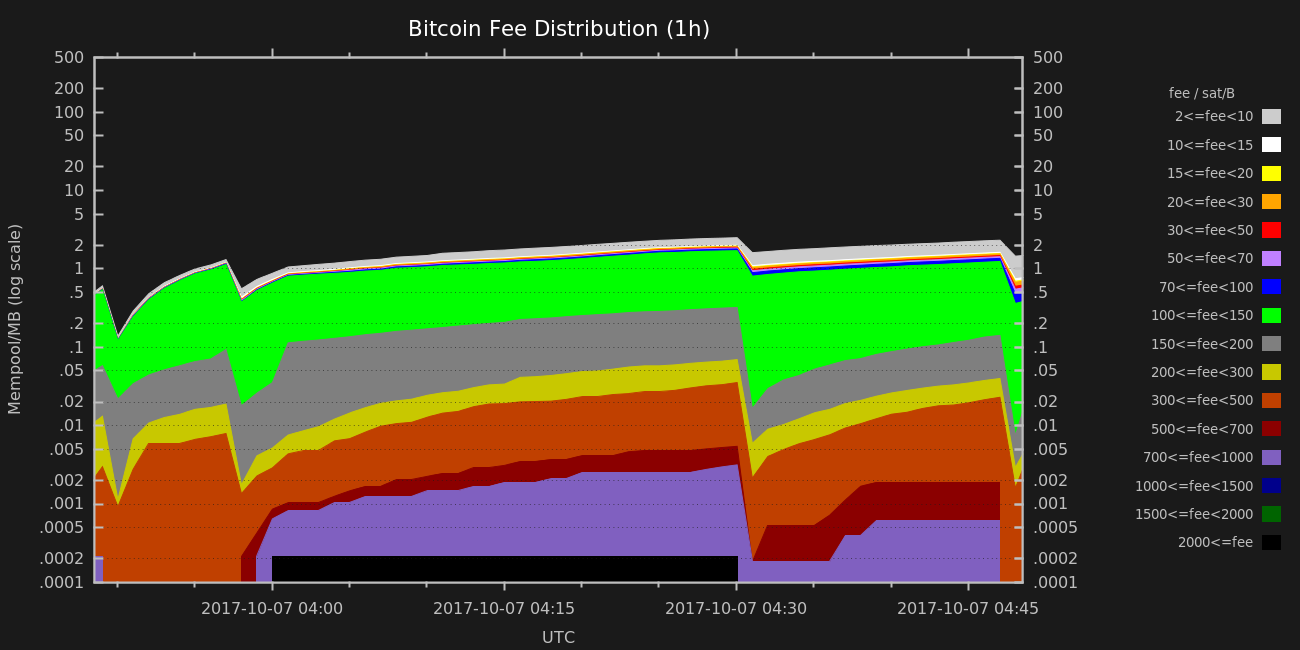 Bitcoin Fee Distribution (1h)
500 500
200 200
100 100
50 50
20 20
10 10
5 5
2 2
1 1
.5 .5
.2 .2
.1 .1
.05 .05
.02 .02
.01 .01
.005 .005
.002 .002
.001 .001
.0005 .0005
.0002 .0002
.0001 .0001
Mempool/MB (log scale)
2017-10-07 04:00 2017-10-07 04:15 2017-10-07 04:30 2017-10-07 04:45
UTC
fee / sat/B
2<=fee<10
10<=fee<15
15<=fee<20
20<=fee<30
30<=fee<50
50<=fee<70
70<=fee<100
100<=fee<150
150<=fee<200
200<=fee<300
300<=fee<500
500<=fee<700
700<=fee<1000
1000<=fee<1500
1500<=fee<2000
2000<=fee